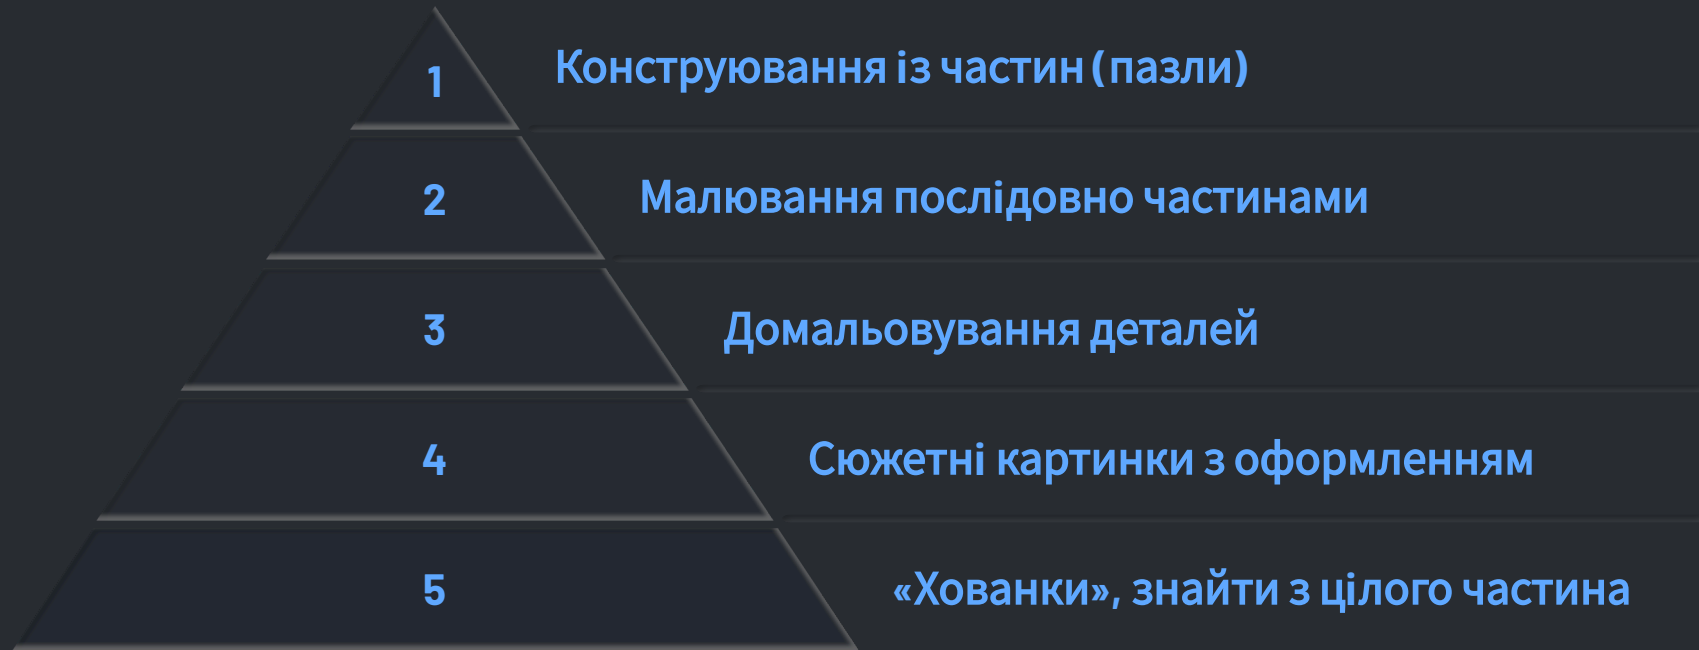 1
Конструювання із частин (пазли)
2
Малювання послідовно частинами
3
Домальовування деталей
4
Сюжетні картинки з оформленням
5
«Хованки», знайти з цілого частина